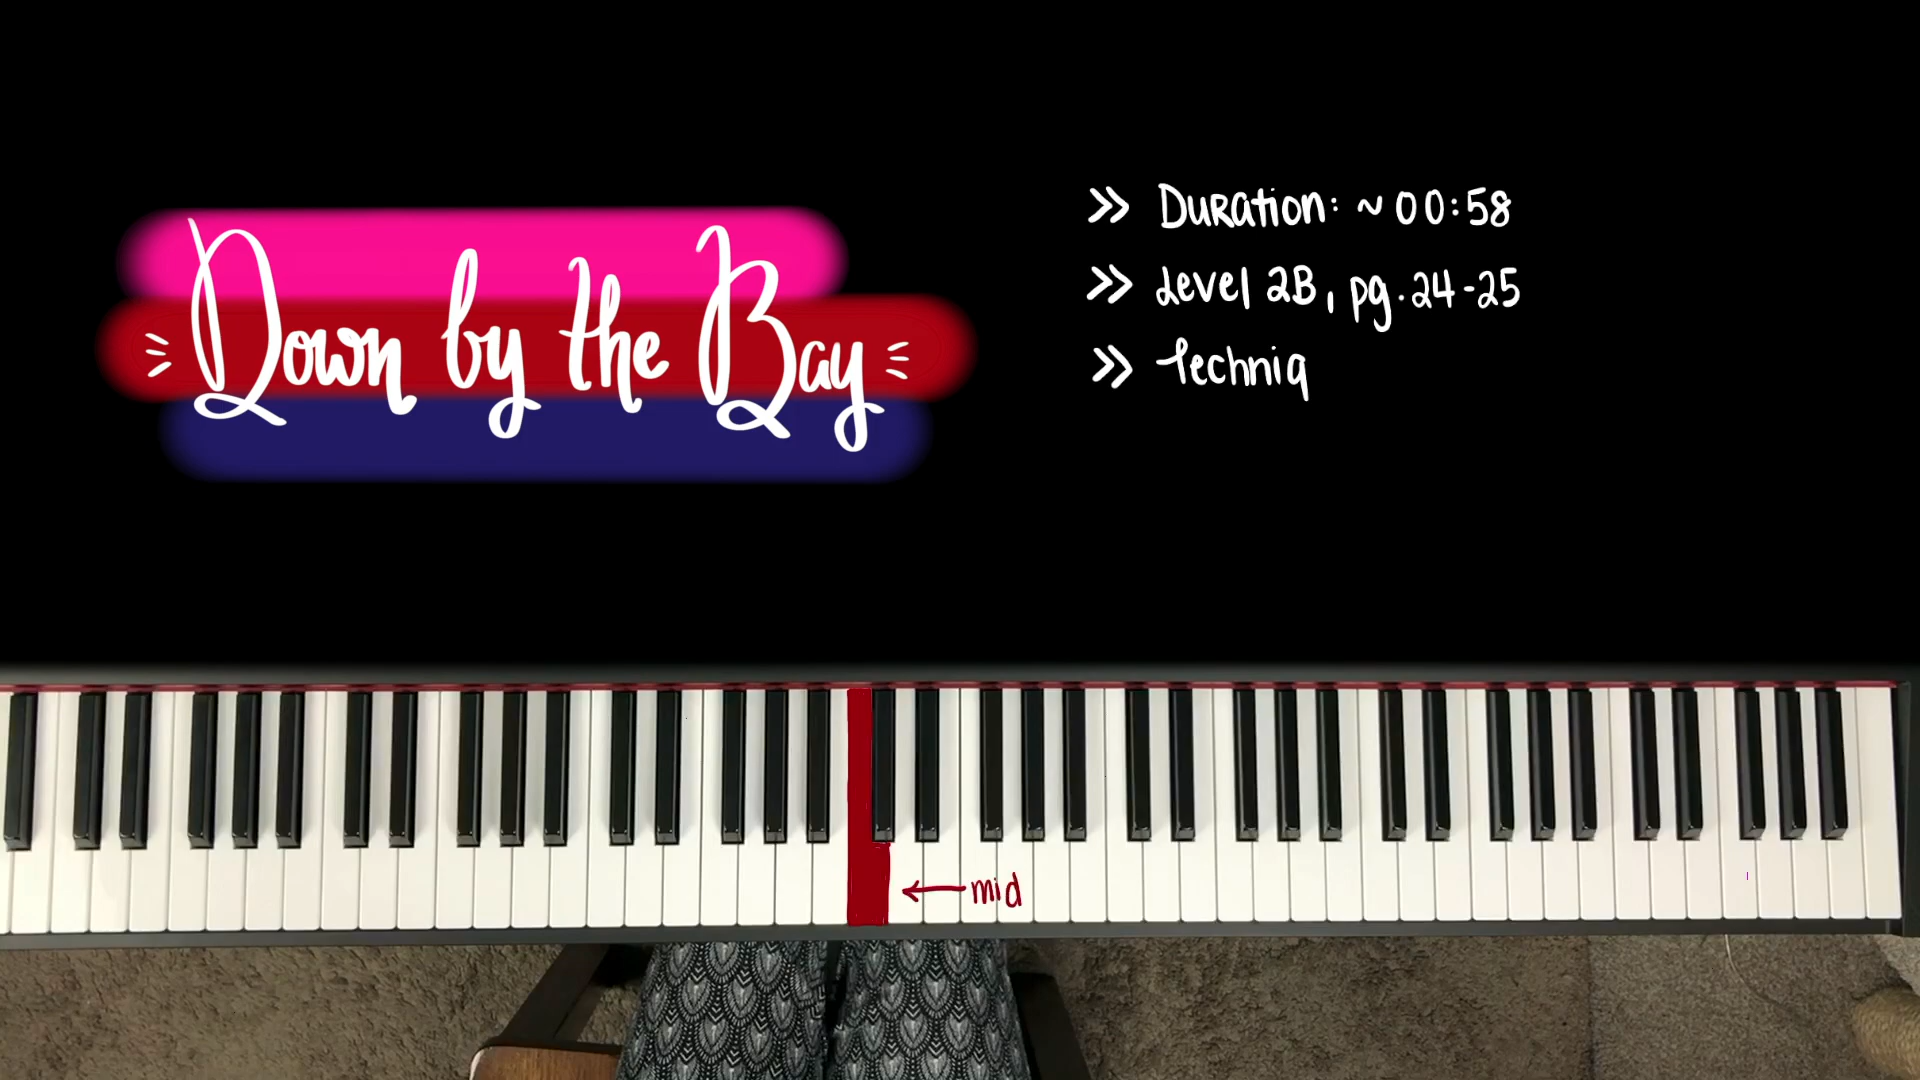 Down by the Bay
>> Duration: ~00:58
>> Level 2B, pg. 24-25
>> Techniq
← mid